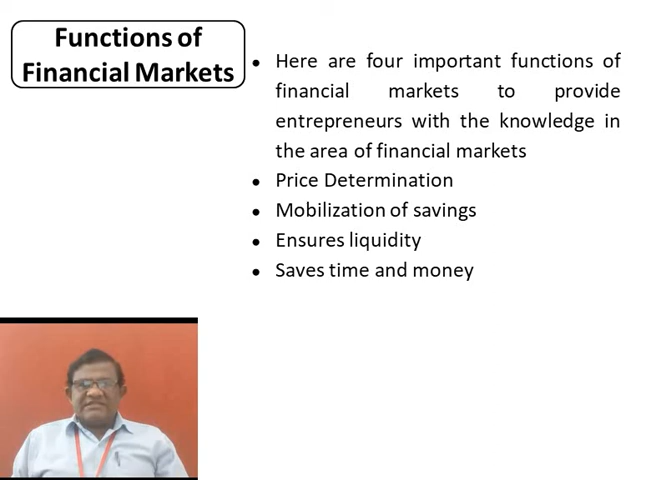 Functions of
Financial Markets
Here are four important functions of
financial markets to provide
entrepreneurs with the knowledge in
the area of financial markets
Price Determination
Mobilization of savings
Ensures liquidity
Saves time and money